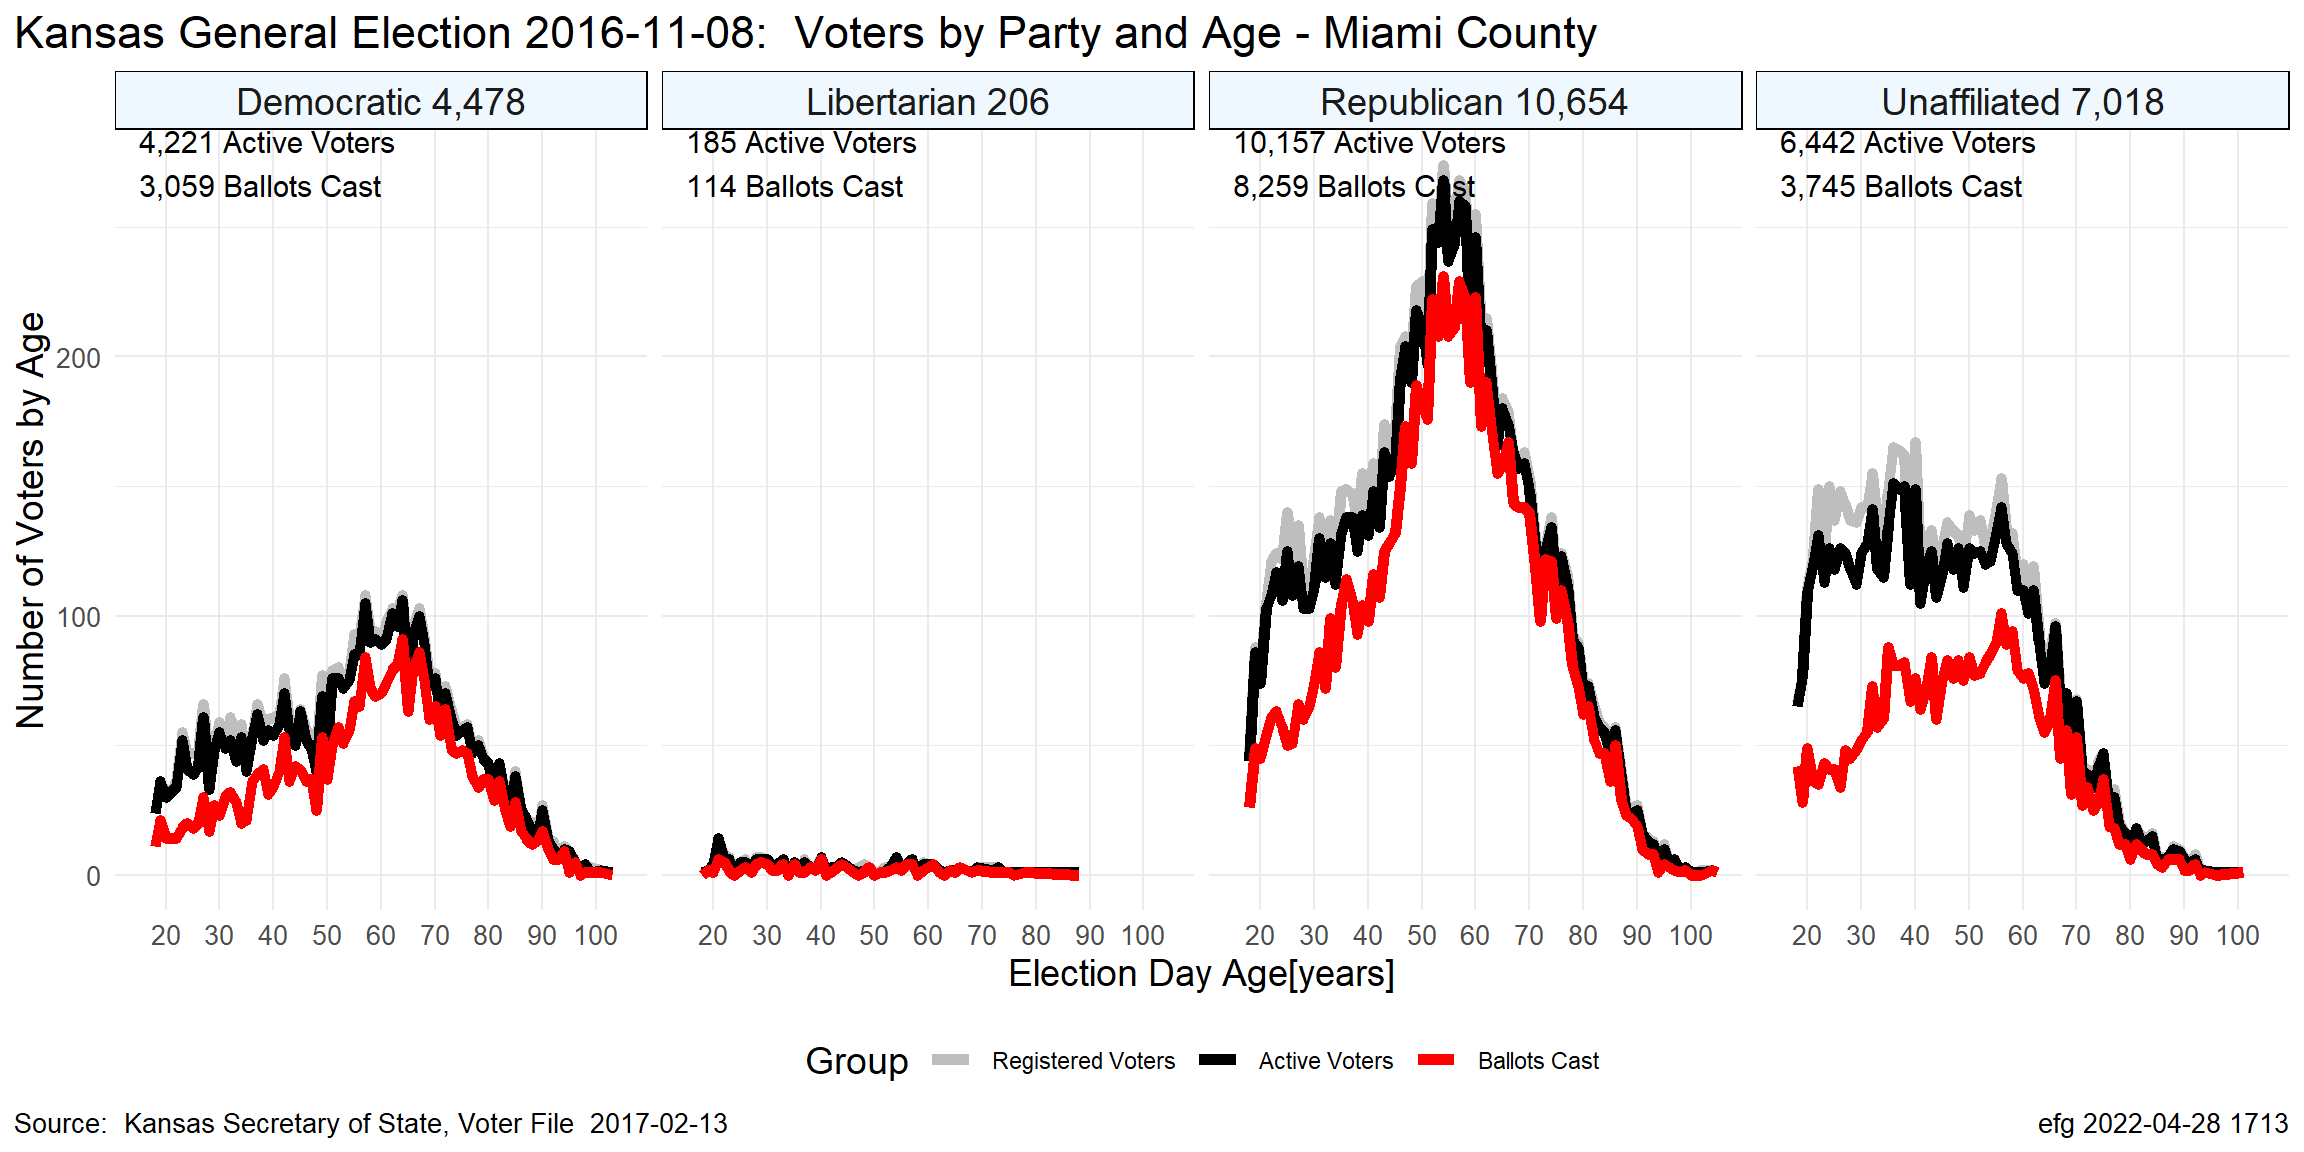 Kansas General Election 2016-11-08:  Voters by Party and Age - Miami County
Democratic 4,478
Libertarian 206
Republican 10,654
Unaffiliated 7,018
4,221 Active Voters
3,059 Ballots Cast
185 Active Voters
114 Ballots Cast
10,157 Active Voters
8,259 Ballots Cast
6,442 Active Voters
3,745 Ballots Cast
Number of Voters by Age
200
100
0
20 30 40 50 60 70 80 90 100
20 30 40 50 60 70 80 90 100
20 30 40 50 60 70 80 90 100
20 30 40 50 60 70 80 90 100
Election Day Age[years]
Group Registered Voters Active Voters Ballots Cast
Source:  Kansas Secretary of State, Voter File  2017-02-13
efg 2022-04-28 1713